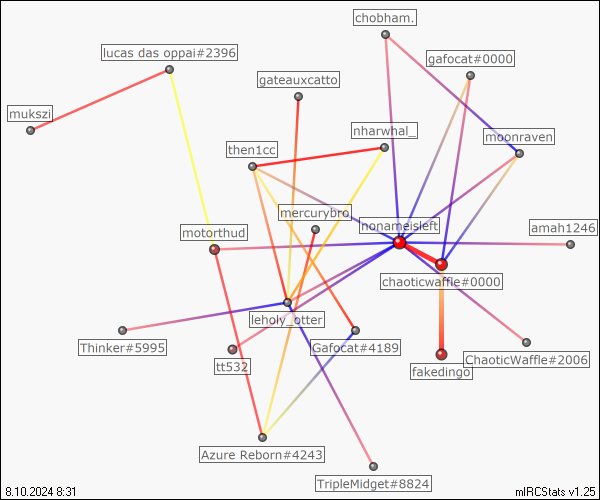 chobham.
lucas das oppai#2396
gafocat#0000
gateauxcatto
mukszi
nharwhal_
moonraven
then1cc
mercurybro.
nonameisleft
motorthud
amah1246
chaoticwaffle#0000
leholy_otter
Thinker#5995
Gafocat#4189
ChaoticWaffle#2006
tt532
fakedingo
Azure Reborn#4243
TripleMidget#8824
8.10.2024 8:31
mIRCStats v1.25